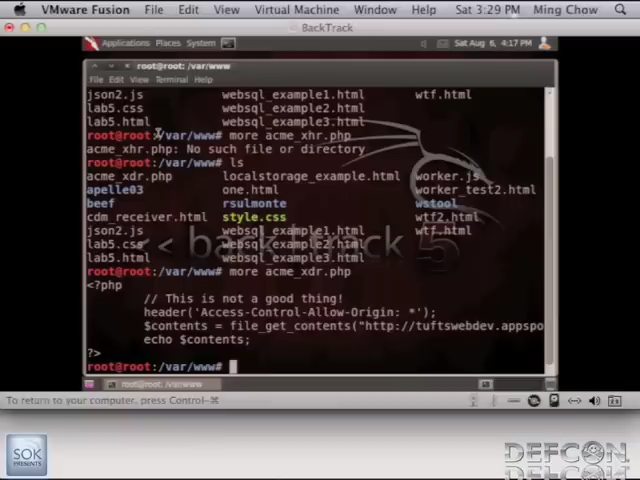 VMware Fusion File Edit View Virtual Machine Window Help Sat 3:29 PM Ming Chow
BackTrack
Applications Places System Sat Aug 6, 4:17 PM
root@root: /var/www
File Edit View Terminal Help
json2.js websql_example1.html wtf.html
lab5.css websql_example2.html
lab5.html websql_example3.html
root@root:/var/www# more acme_xhr.php
acme_xhr.php: No such file or directory
root@root:/var/www# ls
acme_xdr.php localstorage_example.html worker.js
apelle03 one.html worker_test2.html
beef rsulmonte wstool
cdm_receiver.html style.css wtf2.html
json2.js websql_example1.html wtf.html
lab5.css websql_example2.html
lab5.html websql_example3.html
<< back | track 5
root@root:/var/www# more acme_xdr.php
<?php
// This is not a good thing!
header('Access-Control-Allow-Origin: *');
$contents = file_get_contents("http://tuftswebdev.appspo
echo $contents;
?>
root@root:/var/www#
root@root: /var/www
To return to your computer, press Control-⌘
SOK
PRESENTS
DEFCON